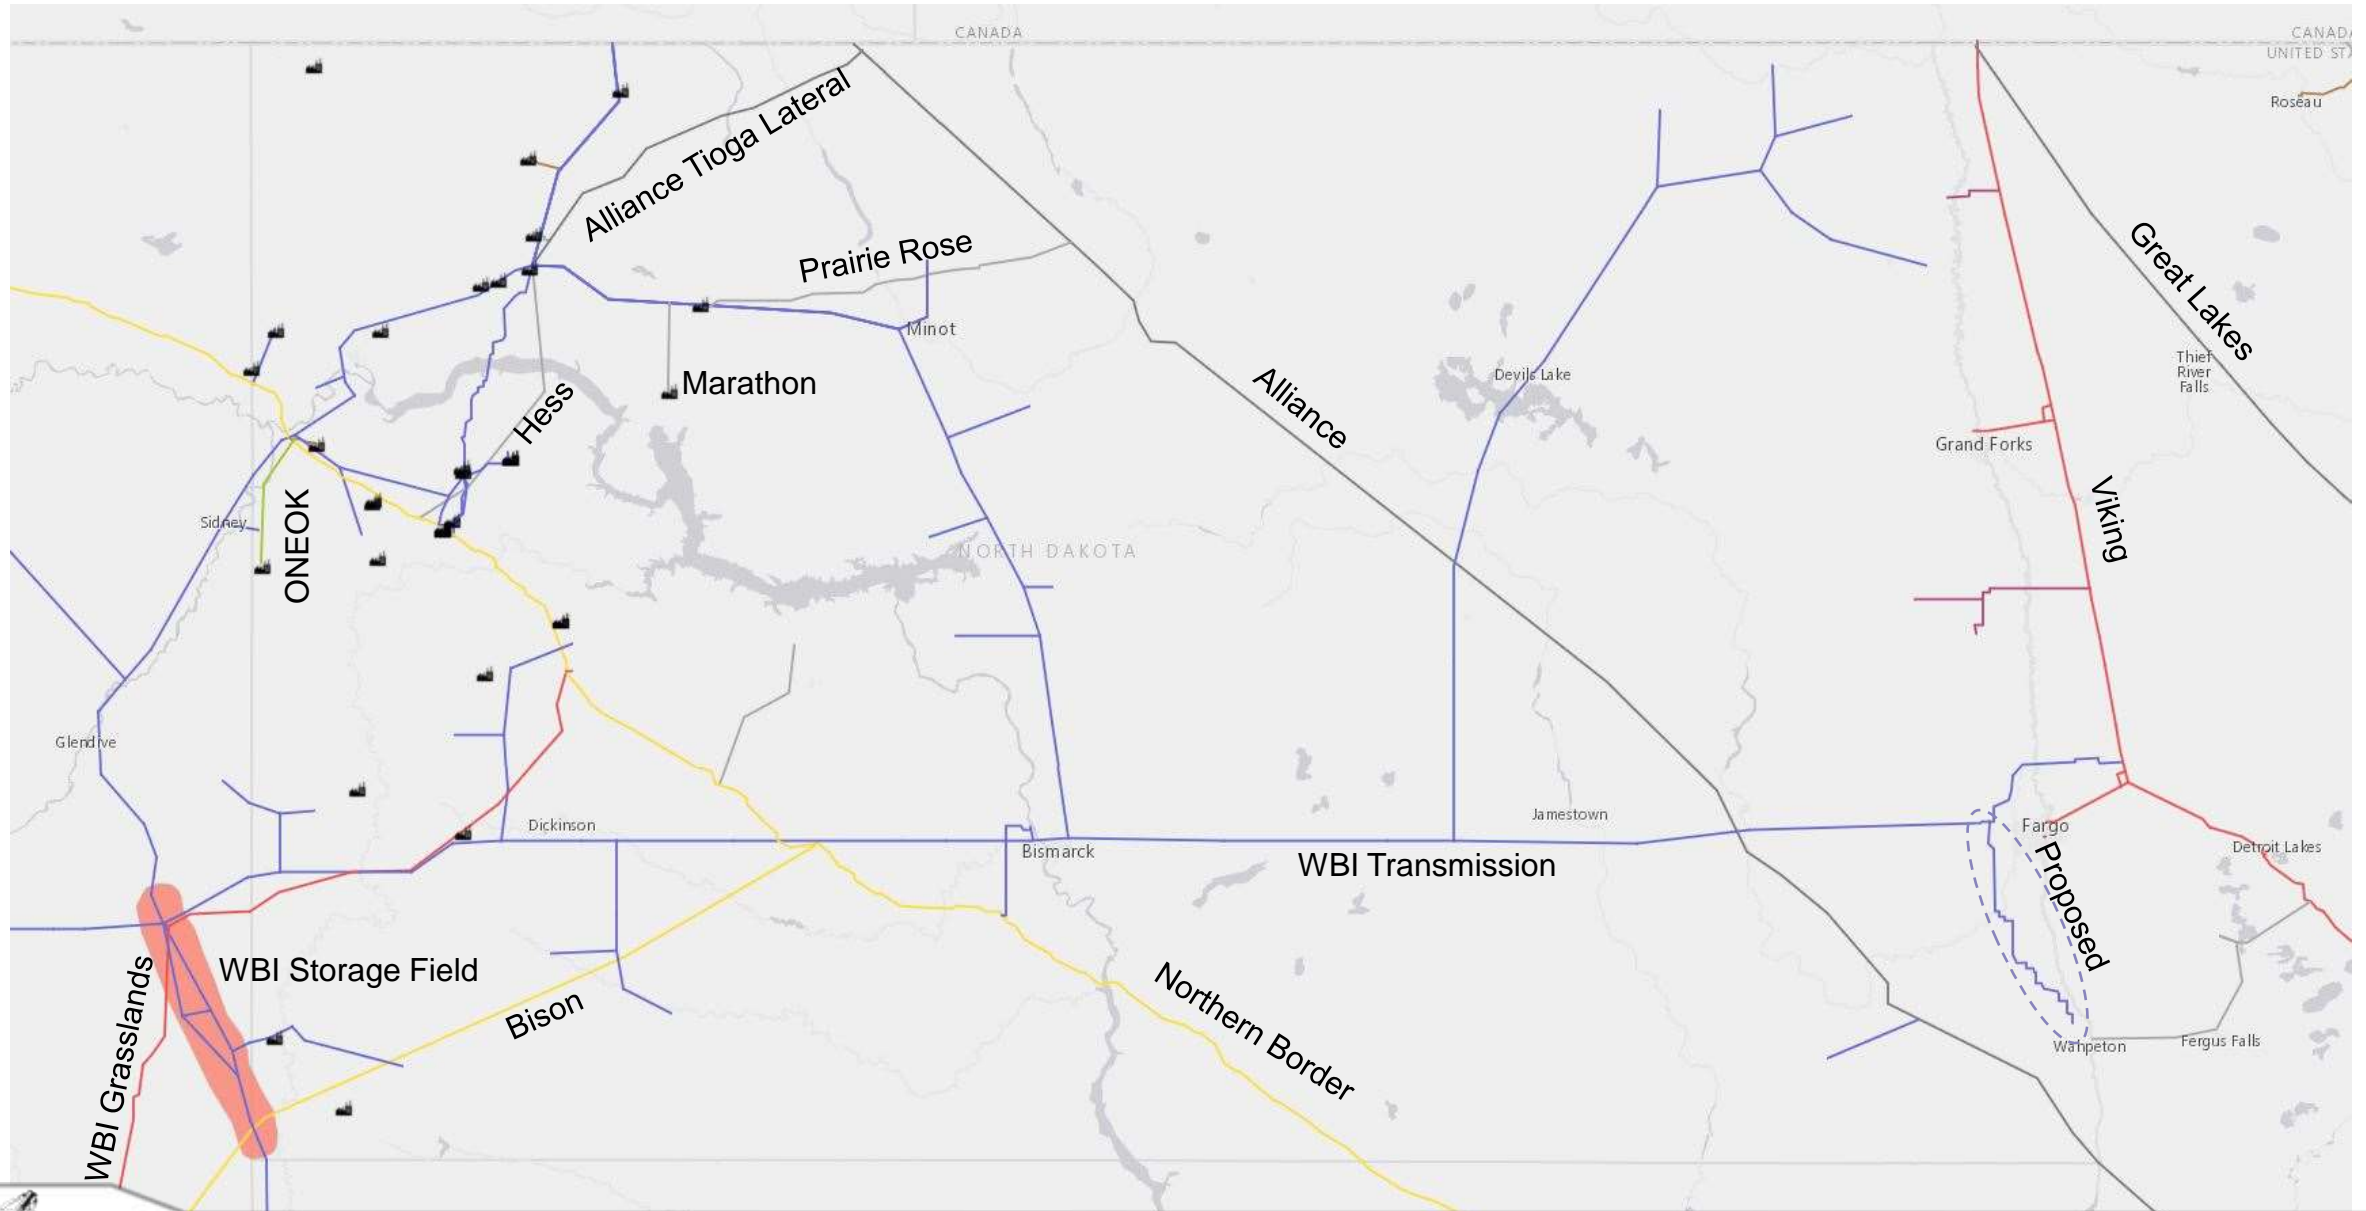 CANADA
CANADA
UNITED ST
Roseau
Alliance Tioga Lateral
Prairie Rose
Great Lakes
Minot
Thief
River
Falls
Devils Lake
Marathon
Hess
Alliance
Grand Forks
Viking
Sidney
ONEOK
NORTH DAKOTA
Glendive
Dickinson
Jamestown
Fargo
Bismarck
Detroit Lakes
WBI Transmission
Proposed
WBI Storage Field
WBI Grasslands
Bison
Northern Border
Wahpeton
Fergus Falls